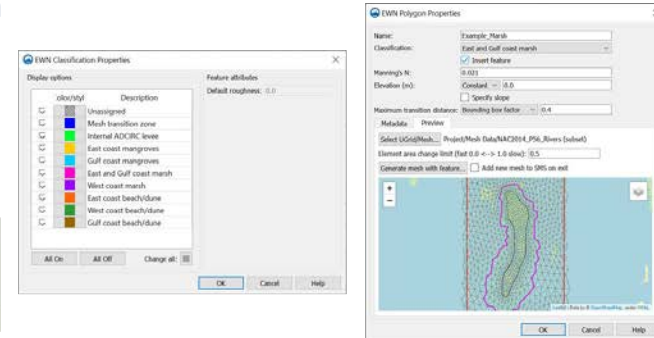 EWN Classification Properties
Display options
Feature attributes
Default roughness: 0.0
olor/styl Description
Unassigned
Mesh transition zone
Internal ADCIRC levee
East coast mangroves
Gulf coast mangroves
East and Gulf coast marsh
West coast marsh
East coast beach/dune
West coast beach/dune
Gulf coast beach/dune
All On All Off Change all:
OK Cancel Help
EWN Polygon Properties
Name: Example_Marsh
Classification: East and Gulf coast marsh
Insert feature
Manning's N: 0.021
Elevation (m): Constant 0.0
Specify slope
Maximum transition distance: Bounding box factor 0.4
Metadata Preview
Select UGrid/Mesh... Project/Mesh Data/NAC2014_P56_Rivers (subset)
Element area change limit (fast 0.0 <--> 1.0 slow): 0.5
Generate mesh with feature... Add new mesh to SMS on exit
+
-
OK Cancel Help